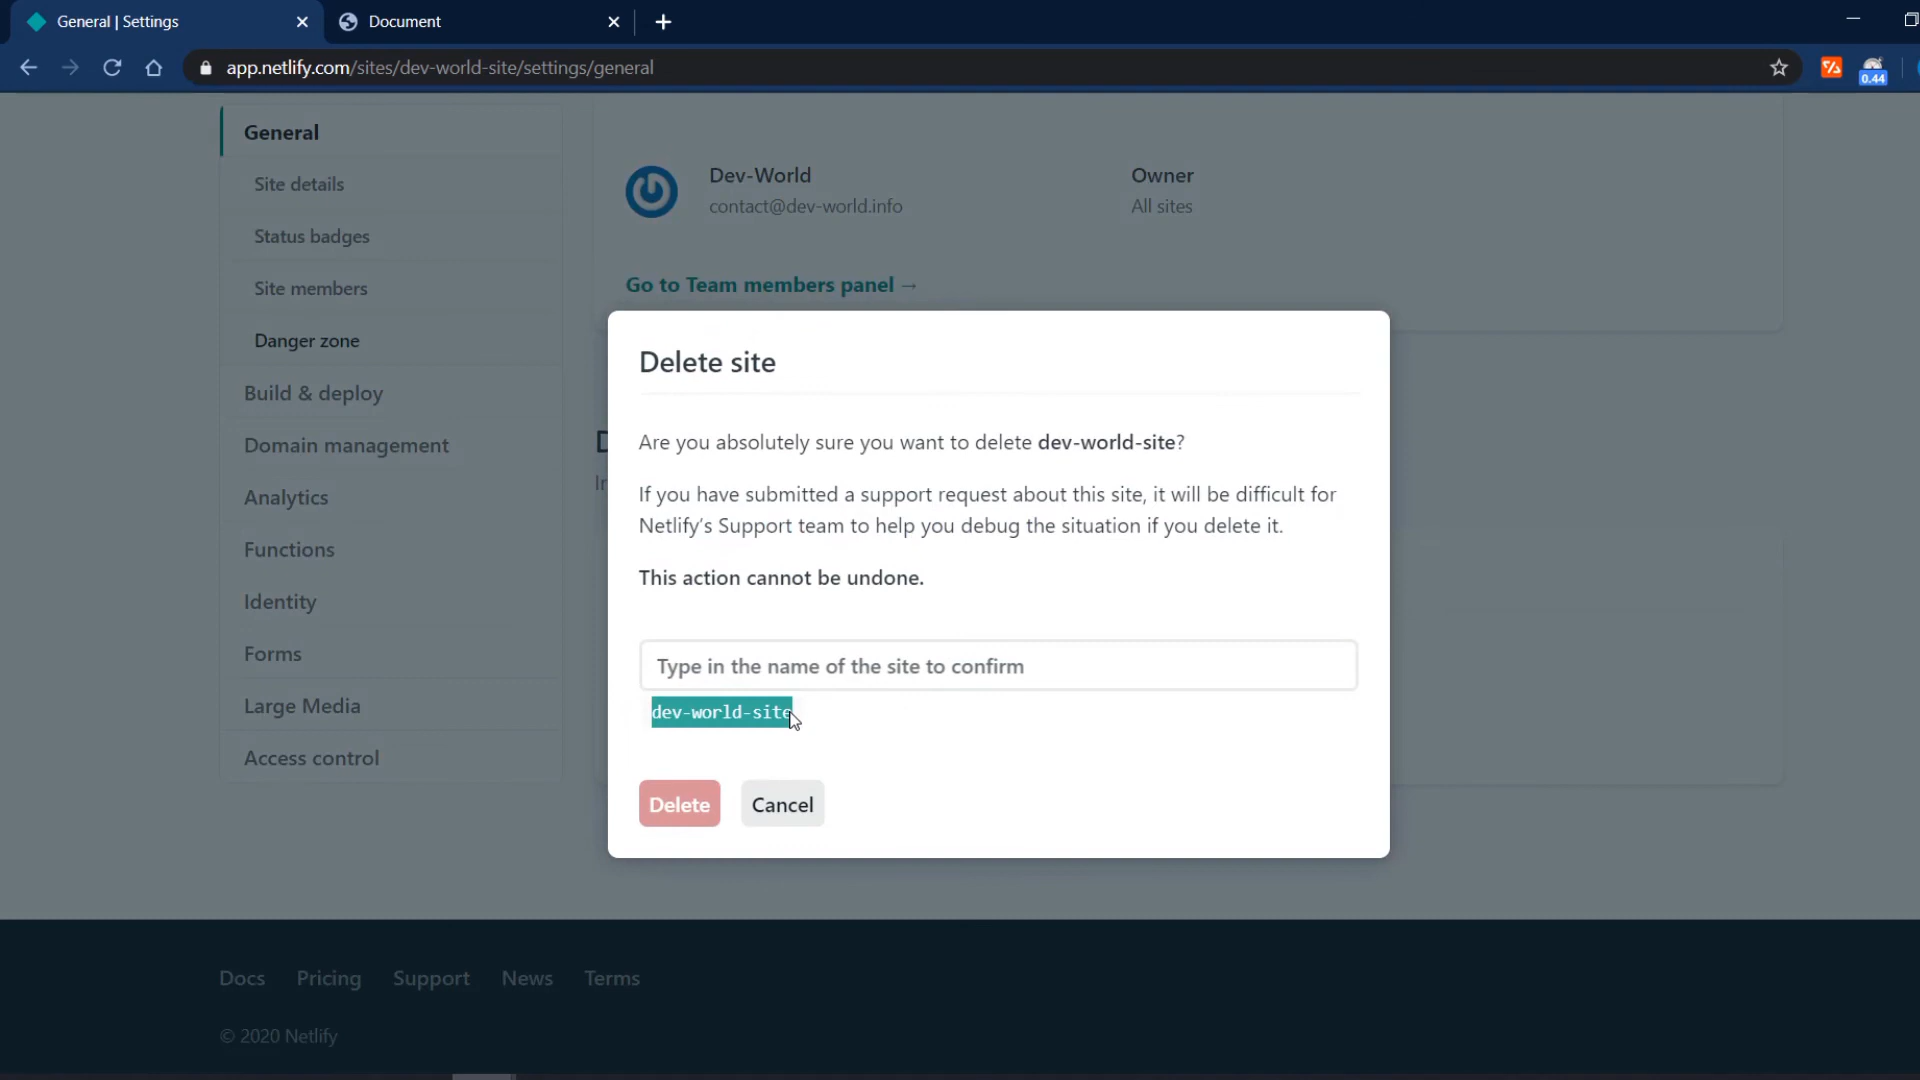 General | Settings
Document
app.netlify.com/sites/dev-world-site/settings/general
0.44
General
Site details
Status badges
Site members
Danger zone
Build & deploy
Domain management
Analytics
Functions
Identity
Forms
Large Media
Access control
Dev-World
contact@dev-world.info
Owner
All sites
Go to Team members panel →
Delete site
Are you absolutely sure you want to delete dev-world-site?
If you have submitted a support request about this site, it will be difficult for
Netlify’s Support team to help you debug the situation if you delete it.
This action cannot be undone.
Type in the name of the site to confirm
dev-world-site
Delete
Cancel
Docs
Pricing
Support
News
Terms
© 2020 Netlify